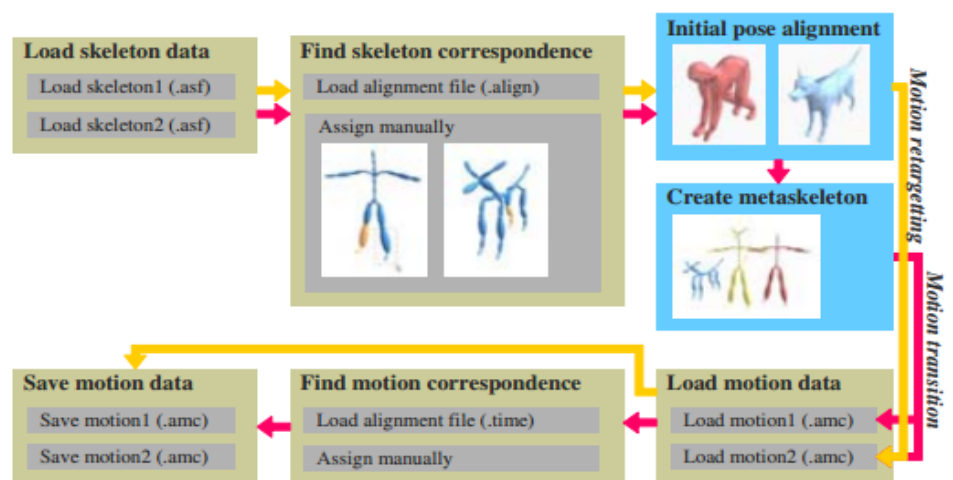 Load skeleton data
Load skeleton1 (.asf)
Load skeleton2 (.asf)
Find skeleton correspondence
Load alignment file (.align)
Assign manually
Initial pose alignment
Create metaskeleton
Motion retargetting
Motion transition
Save motion data
Save motion1 (.amc)
Save motion2 (.amc)
Find motion correspondence
Load alignment file (.time)
Assign manually
Load motion data
Load motion1 (.amc)
Load motion2 (.amc)